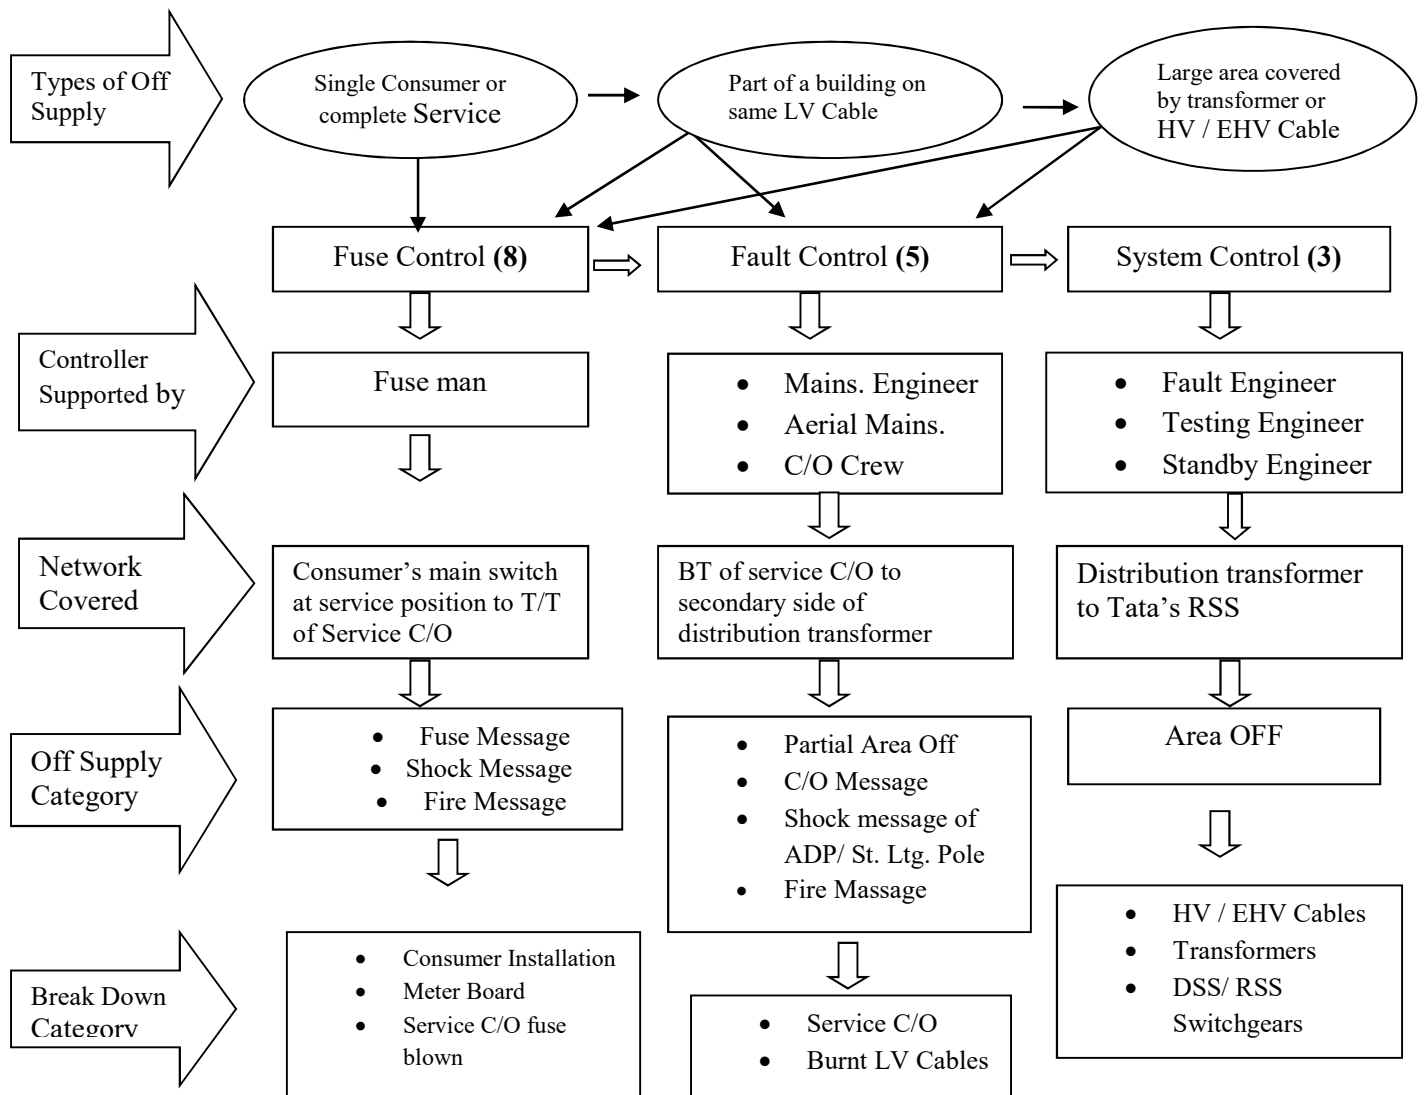 Types of Off
Supply
Single Consumer or
complete Service
Part of a building on
same LV Cable
Large area covered
by transformer or
HV / EHV Cable
Fuse Control (8)
Fault Control (5)
System Control (3)
Controller
Supported by
Fuse man
• Mains. Engineer
• Aerial Mains.
• C/O Crew
• Fault Engineer
• Testing Engineer
• Standby Engineer
Network
Covered
Consumer’s main switch
at service position to T/T
of Service C/O
BT of service C/O to
secondary side of
distribution transformer
Distribution transformer
to Tata’s RSS
Off Supply
Category
• Fuse Message
• Shock Message
• Fire Message
• Partial Area Off
• C/O Message
• Shock message of
ADP/ St. Ltg. Pole
• Fire Massage
Area OFF
Break Down
Category
• Consumer Installation
• Meter Board
• Service C/O fuse
blown
• Service C/O
• Burnt LV Cables
• HV / EHV Cables
• Transformers
• DSS/ RSS
Switchgears